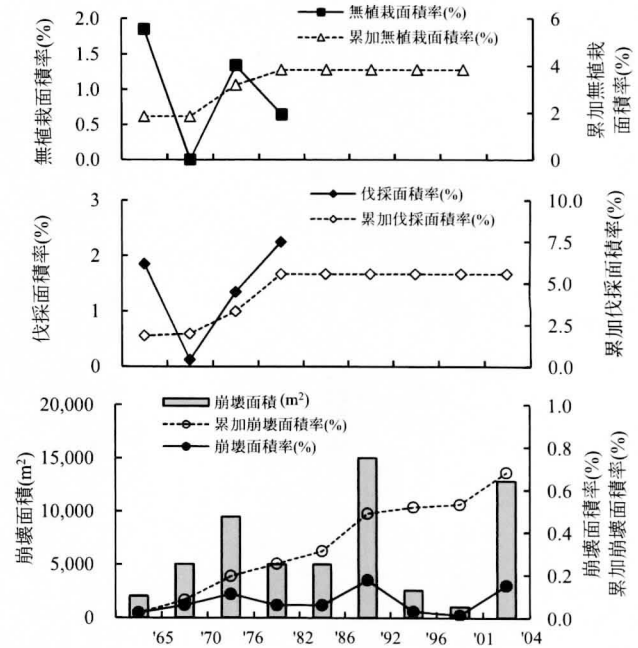 無植栽面積率(%)
累加無植栽面積率(%)
無植栽面積率(%)
2.0
1.5
1.0
0.5
0.0
6
4
2
0
累加無植栽
面積率(%)
伐採面積率(%)
累加伐採面積率(%)
伐採面積率(%)
3
2
1
0
10.0
7.5
5.0
2.5
0.0
累加伐採面積率(%)
崩壊面積(m²)
累加崩壊面積率(%)
崩壊面積率(%)
崩壊面積(m²)
20,000
15,000
10,000
5,000
0
1.0
0.8
0.6
0.4
0.2
0.0
崩壊面積率(%)
累加崩壊面積率(%)
'65 '70 '76 '82 '86 '92 '96 '01 '04